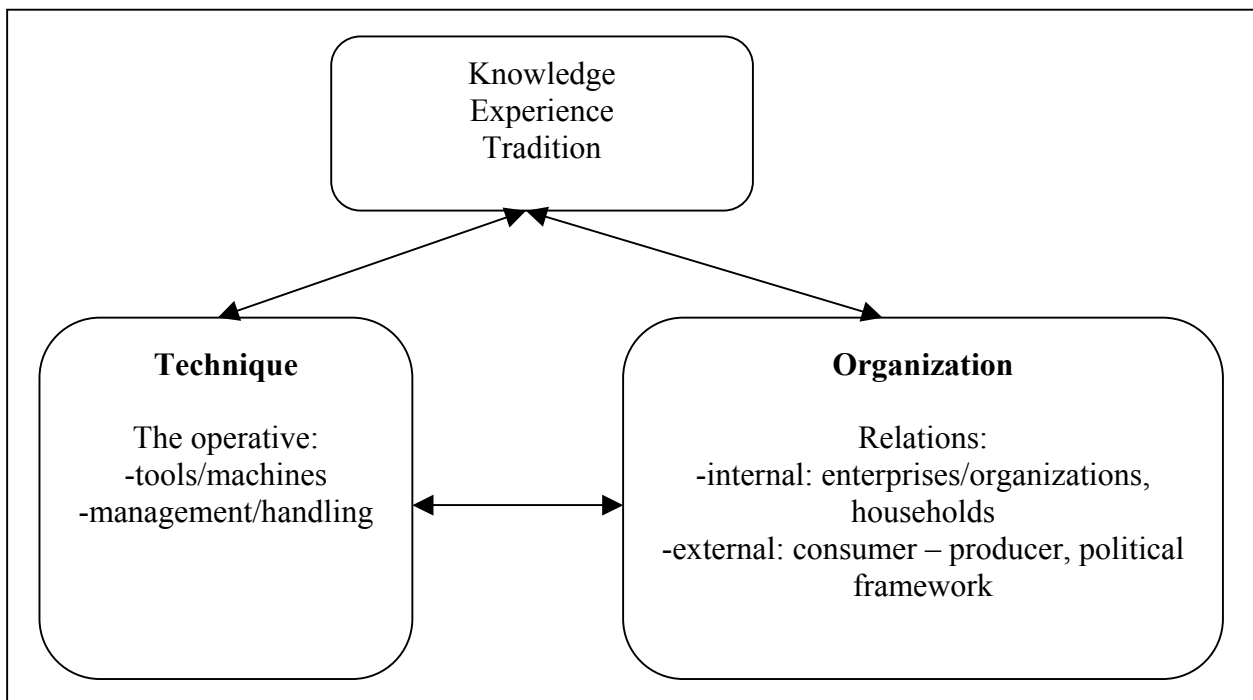 Knowledge
Experience
Tradition
Technique
The operative:
-tools/machines
-management/handling
Organization
Relations:
-internal: enterprises/organizations,
households
-external: consumer – producer, political
framework